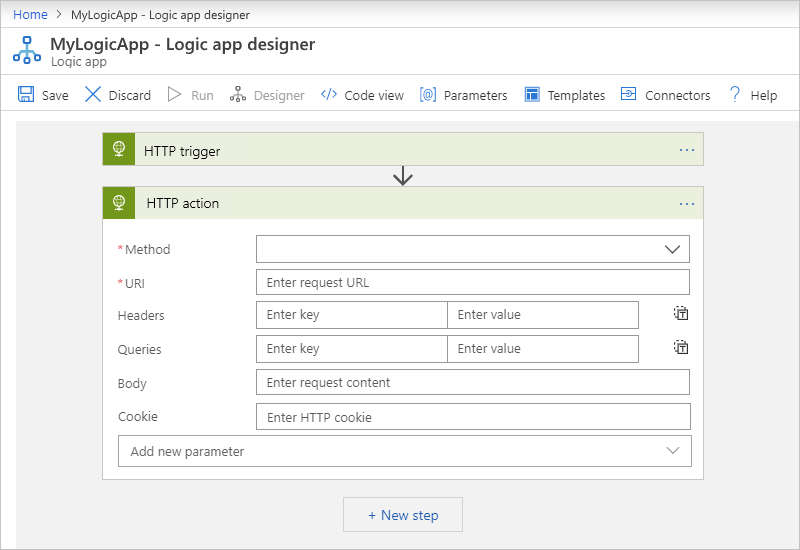 Home > MyLogicApp - Logic app designer
MyLogicApp - Logic app designer
Logic app
Save Discard Run Designer Code view Parameters Templates Connectors Help
HTTP trigger ...
HTTP action ...
* Method
* URI Enter request URL
Headers Enter key Enter value
Queries Enter key Enter value
Body Enter request content
Cookie Enter HTTP cookie
Add new parameter
+ New step